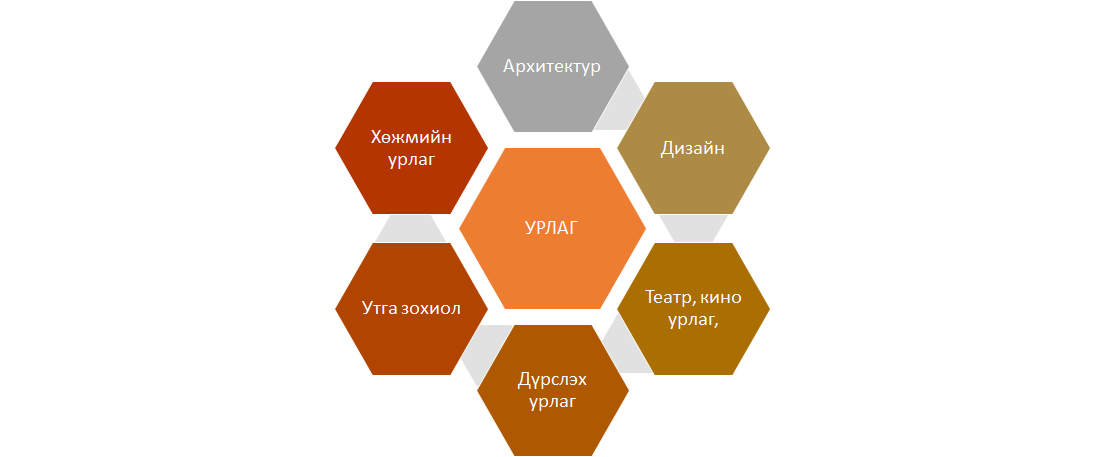 Архитектур
Хөжмийн
урлаг
Дизайн
УРЛАГ
Утга зохиол
Театр, кино
урлаг,
Дүрслэх
урлаг